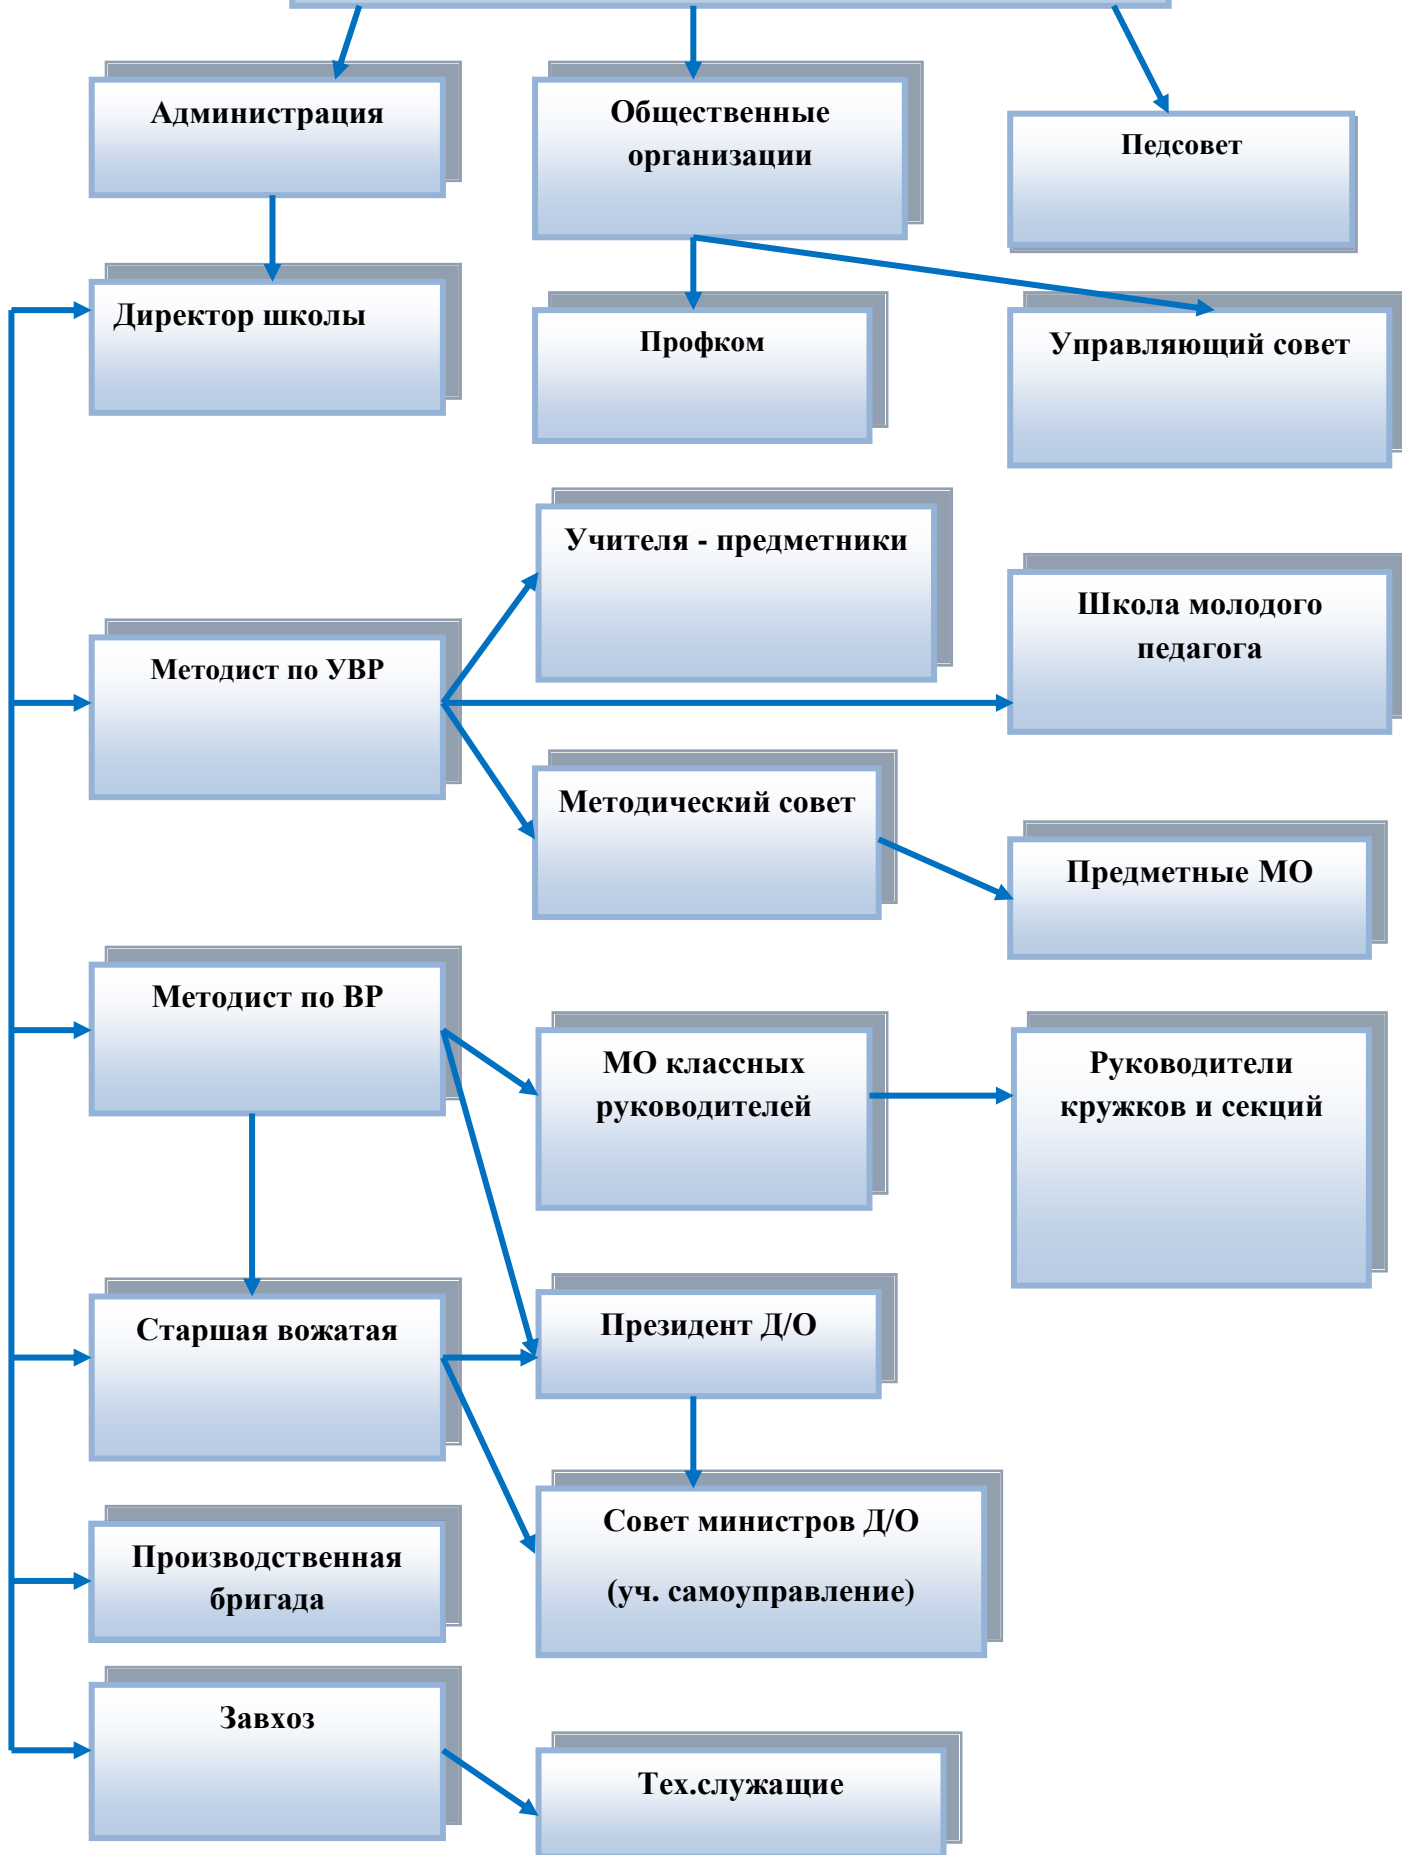 Администрация
Общественные
организации
Педсовет
Директор школы
Профком
Управляющий совет
Учителя - предметники
Школа молодого
педагога
Методист по УВР
Методический совет
Предметные МО
Методист по ВР
МО классных
руководителей
Руководители
кружков и секций
Старшая вожатая
Президент Д/О
Совет министров Д/О
(уч. самоуправление)
Производственная
бригада
Завхоз
Тех.служащие